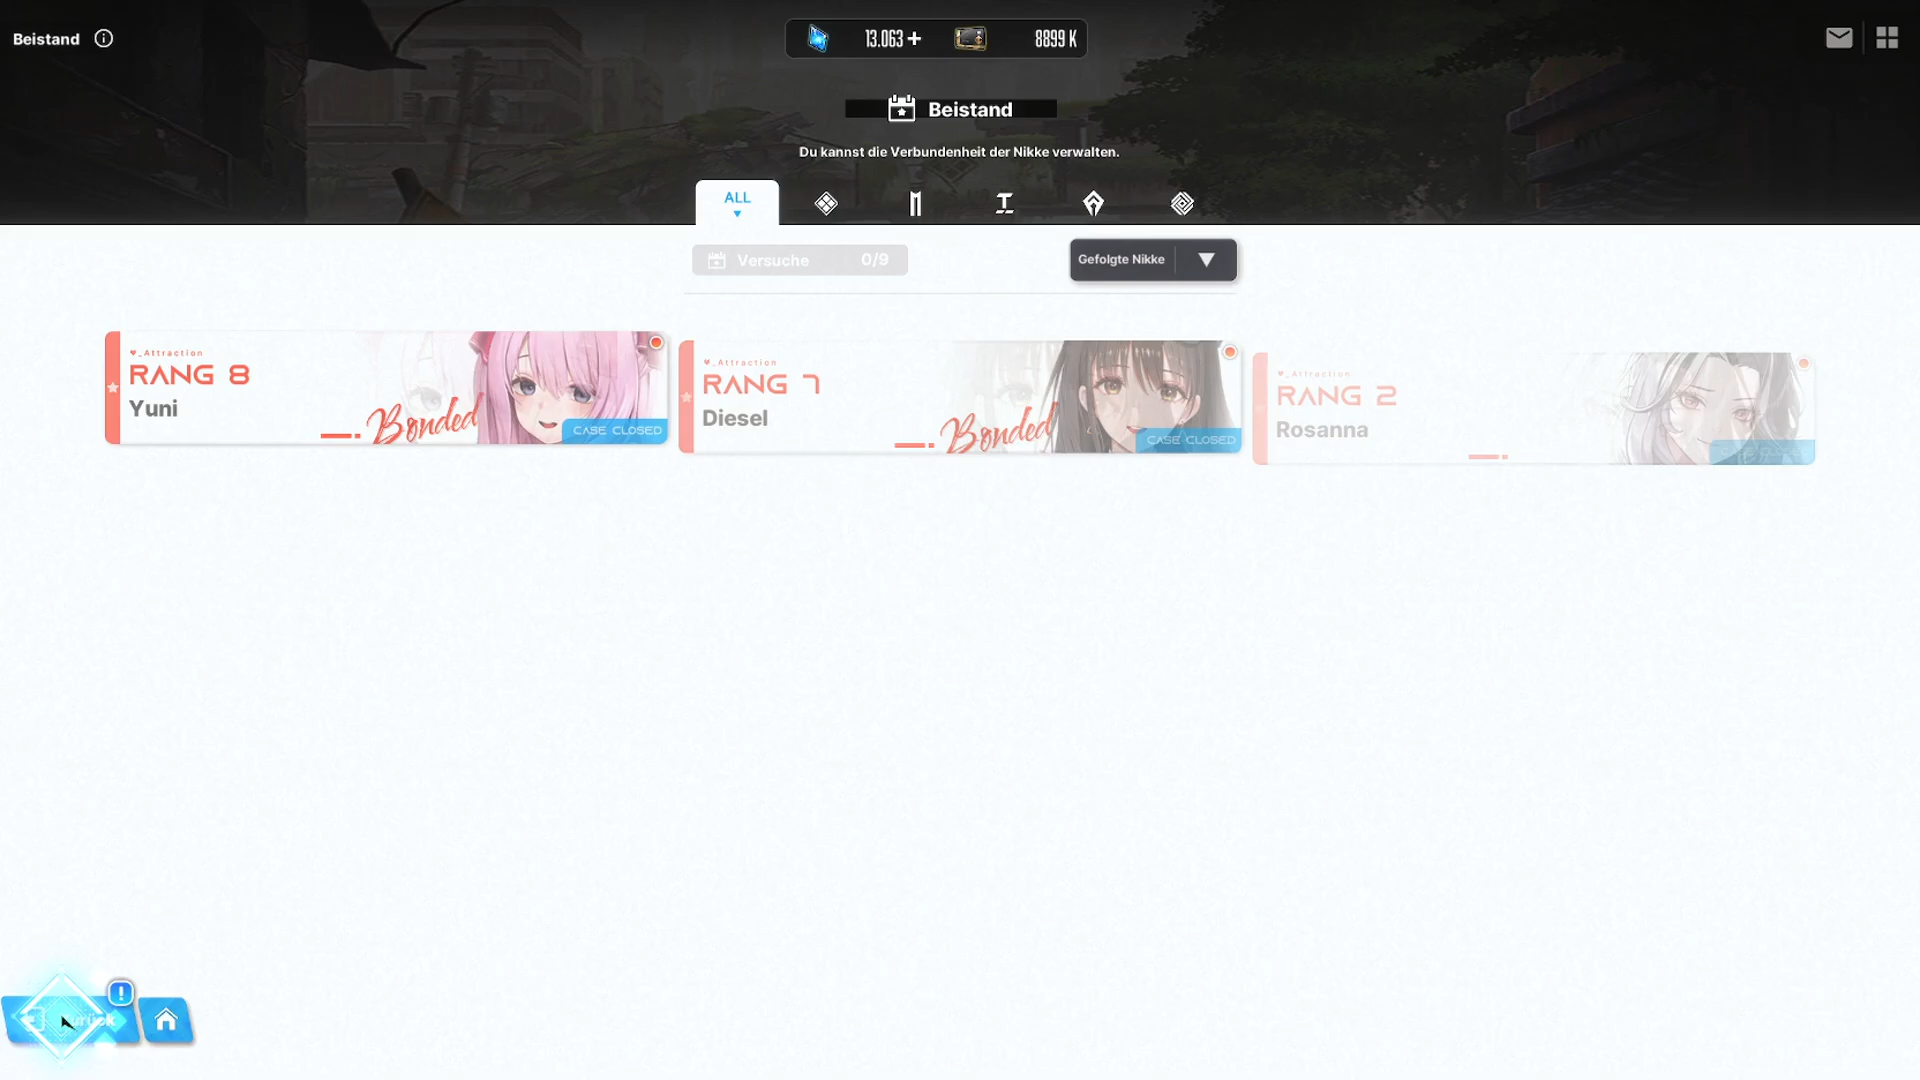 Beistand
13.063
8899 K
Beistand
Du kannst die Verbundenheit der Nikke verwalten.
ALL
Versuche 0/9
Gefolgte Nikke
Attraction
RANG 8
Yuni
Bonded
CASE CLOSED
Attraction
RANG 7
Diesel
Bonded
CASE CLOSED
Attraction
RANG 2
Rosanna